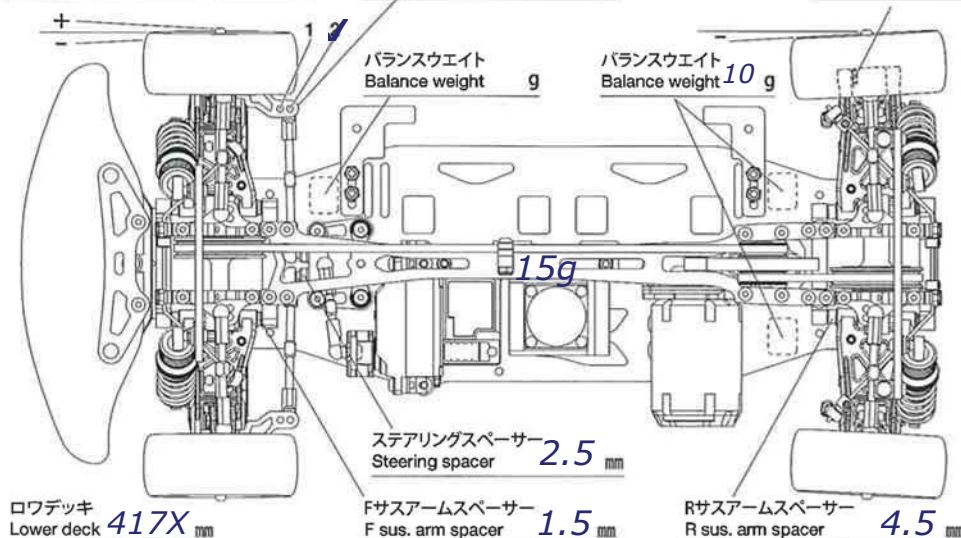 +
-
1 2
-
バランスウエイト
Balance weight g
バランスウエイト
Balance weight 10 g
15g
ステアリングスペーサー
Steering spacer 2.5 mm
ロワデッキ
Lower deck 417X mm
Fサスアームスペーサー
F sus. arm spacer 1.5 mm
Rサスアームスペーサー
R sus. arm spacer 4.5 mm